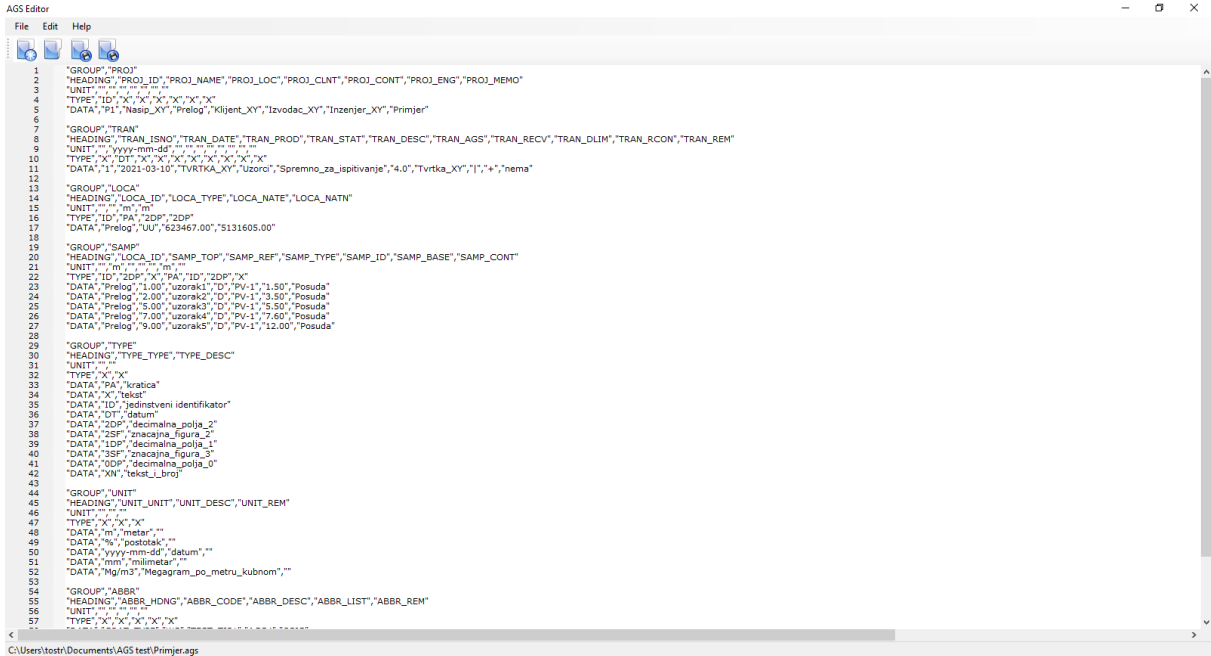 AGS Editor
File Edit Help
1 "GROUP","PROJ"
2 "HEADING","PROJ_ID","PROJ_NAME","PROJ_LOC","PROJ_CLNT","PROJ_CONT","PROJ_ENG","PROJ_MEMO"
3 "UNIT","","","","","","",""
4 "TYPE","ID","X","X","X","X","X","X"
5 "DATA","P1","Nasip_XY","Prelog","Klijent_XY","Izvodac_XY","Inzenjer_XY","Primjer"
6
7 "GROUP","TRAN"
8 "HEADING","TRAN_ISNO","TRAN_DATE","TRAN_PROD","TRAN_STAT","TRAN_DESC","TRAN_AGS","TRAN_RECV","TRAN_DLIM","TRAN_RCON","TRAN_REM"
9 "UNIT","","yyyy-mm-dd","","","","","","","",""
10 "TYPE","X","DT","X","X","X","X","X","X","X","X"
11 "DATA","1","2021-03-10","TVRTKA_XY","Uzorci","Spremno_za_ispitivanje","4.0","Tvrtka_XY","|","+","nema"
12
13 "GROUP","LOCA"
14 "HEADING","LOCA_ID","LOCA_TYPE","LOCA_NATE","LOCA_NATN"
15 "UNIT","","","m","m"
16 "TYPE","ID","PA","2DP","2DP"
17 "DATA","Prelog","UU","623467.00","5131605.00"
18
19 "GROUP","SAMP"
20 "HEADING","LOCA_ID","SAMP_TOP","SAMP_REF","SAMP_TYPE","SAMP_ID","SAMP_BASE","SAMP_CONT"
21 "UNIT","","m","","","","m",""
22 "TYPE","ID","2DP","X","PA","ID","2DP","X"
23 "DATA","Prelog","1.00","uzorak1","D","PV-1","1.50","Posuda"
24 "DATA","Prelog","2.00","uzorak2","D","PV-1","3.50","Posuda"
25 "DATA","Prelog","5.00","uzorak3","D","PV-1","5.50","Posuda"
26 "DATA","Prelog","7.00","uzorak4","D","PV-1","7.60","Posuda"
27 "DATA","Prelog","9.00","uzorak5","D","PV-1","12.00","Posuda"
28
29 "GROUP","TYPE"
30 "HEADING","TYPE_TYPE","TYPE_DESC"
31 "UNIT","",""
32 "TYPE","X","X"
33 "DATA","PA","kratica"
34 "DATA","X","tekst"
35 "DATA","ID","jedinstveni identifikator"
36 "DATA","DT","datum"
37 "DATA","2DP","decimalna_polja_2"
38 "DATA","2SF","znacajna_figura_2"
39 "DATA","1DP","decimalna_polja_1"
40 "DATA","3SF","znacajna_figura_3"
41 "DATA","0DP","decimalna_polja_0"
42 "DATA","XN","tekst_i_broj"
43
44 "GROUP","UNIT"
45 "HEADING","UNIT_UNIT","UNIT_DESC","UNIT_REM"
46 "UNIT","","",""
47 "TYPE","X","X","X"
48 "DATA","m","metar",""
49 "DATA","%","postotak",""
50 "DATA","yyyy-mm-dd","datum",""
51 "DATA","mm","milimetar",""
52 "DATA","Mg/m3","Megagram_po_metru_kubnom",""
53
54 "GROUP","ABBR"
55 "HEADING","ABBR_HDNG","ABBR_CODE","ABBR_DESC","ABBR_LIST","ABBR_REM"
56 "UNIT","","","","",""
57 "TYPE","X","X","X","X","X"
C:\Users\tostr\Documents\AGS test\Primjer.ags